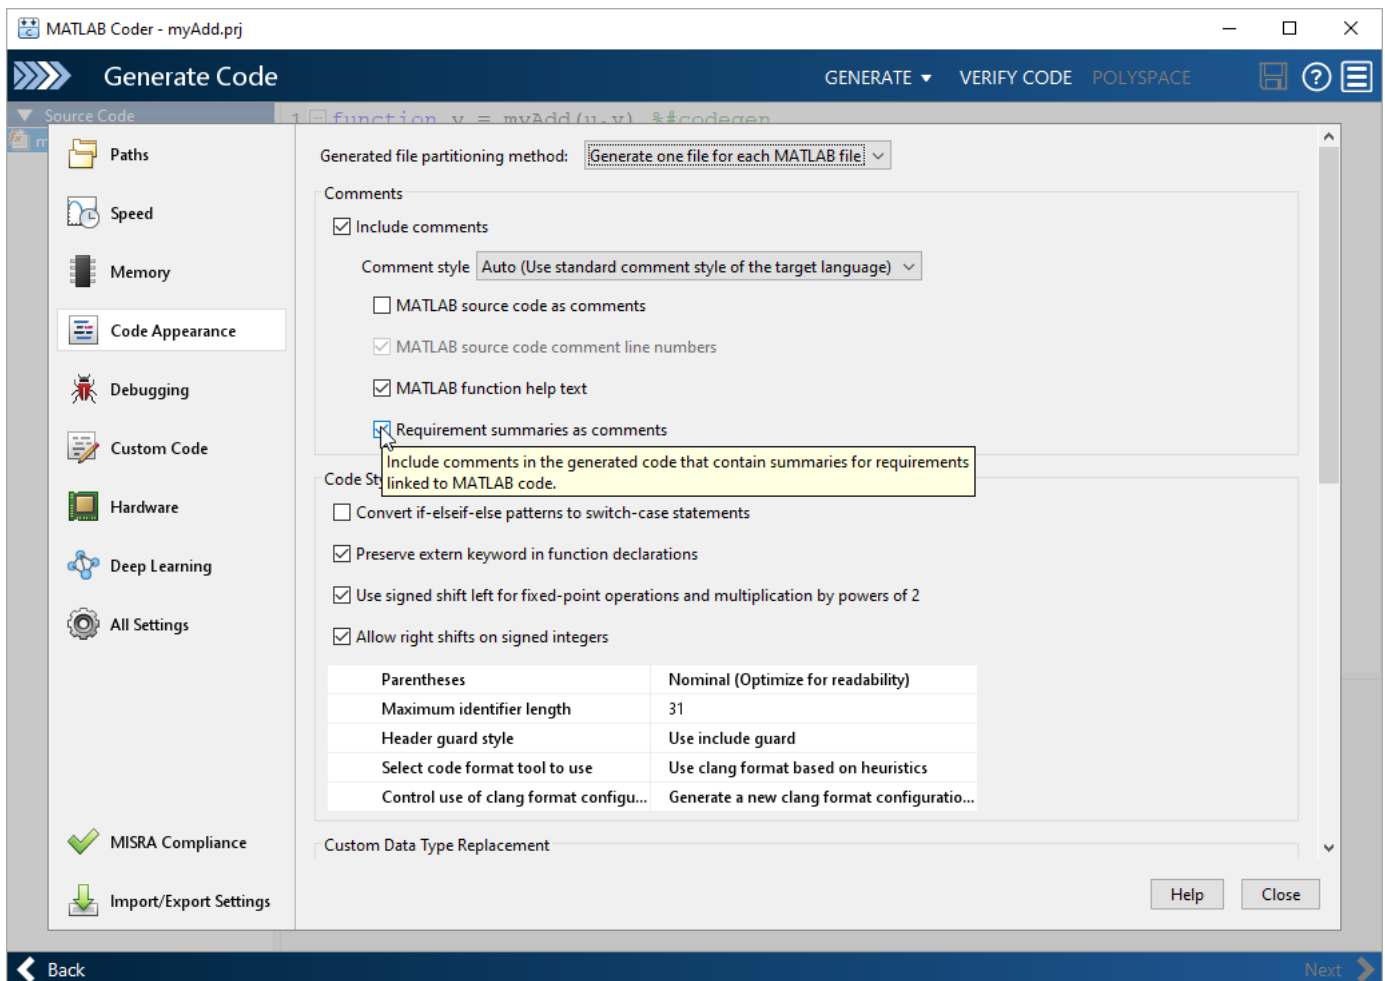 MATLAB Coder - myAdd.prj
Generate Code
GENERATE
VERIFY CODE
POLYSPACE
Source Code
1 function y = myAdd(u,v) %#codegen
m
Paths
Speed
Memory
Code Appearance
Debugging
Custom Code
Hardware
Deep Learning
All Settings
MISRA Compliance
Import/Export Settings
Generated file partitioning method: Generate one file for each MATLAB file
Comments
Include comments
Comment style Auto (Use standard comment style of the target language)
MATLAB source code as comments
MATLAB source code comment line numbers
MATLAB function help text
Requirement summaries as comments
Include comments in the generated code that contain summaries for requirements
linked to MATLAB code.
Code Sty
Convert if-elseif-else patterns to switch-case statements
Preserve extern keyword in function declarations
Use signed shift left for fixed-point operations and multiplication by powers of 2
Allow right shifts on signed integers
Parentheses Nominal (Optimize for readability)
Maximum identifier length 31
Header guard style Use include guard
Select code format tool to use Use clang format based on heuristics
Control use of clang format configu... Generate a new clang format configuratio...
Custom Data Type Replacement
Help
Close
Back
Next